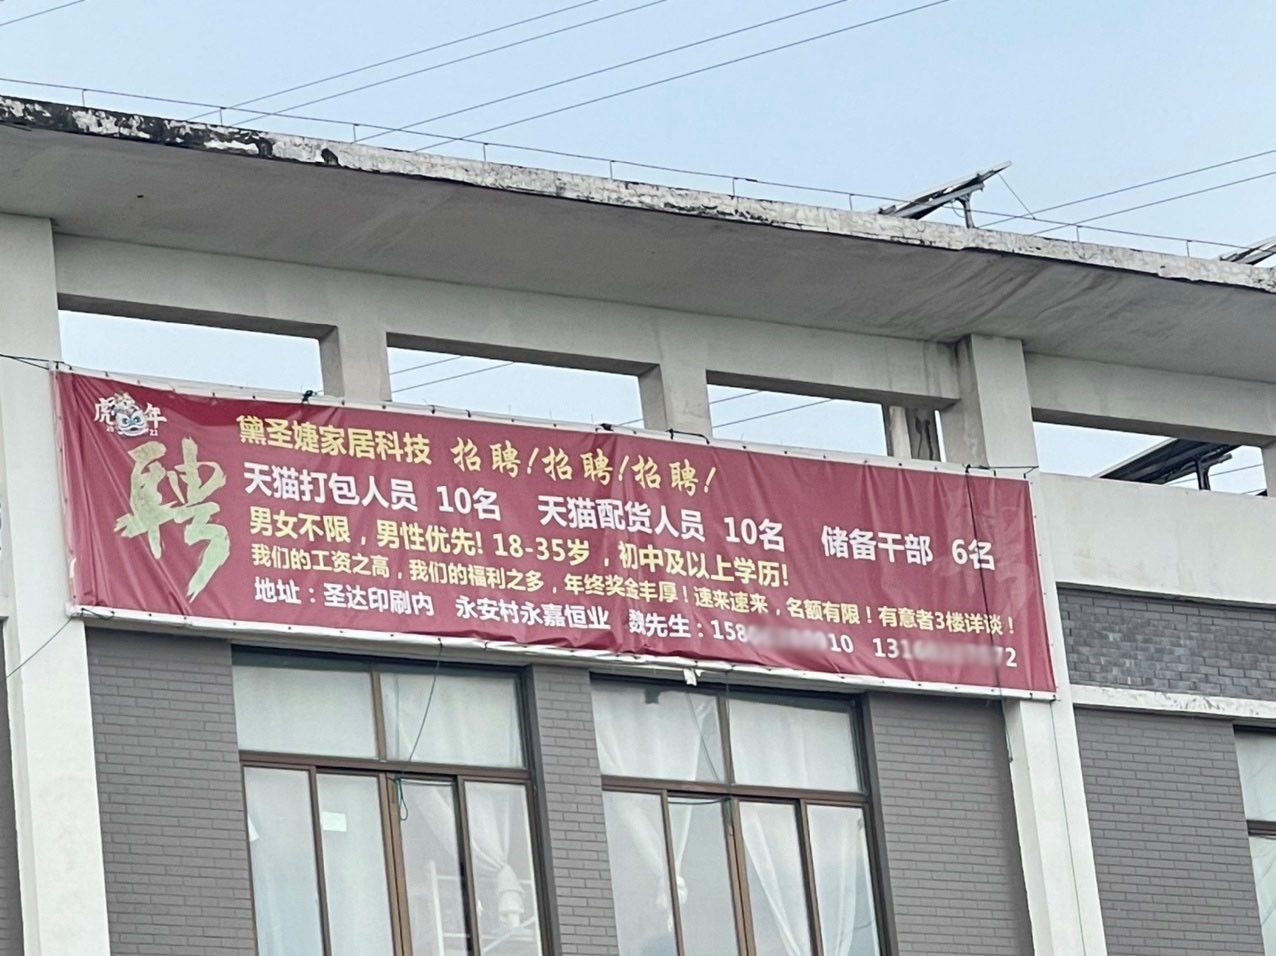 虎年
聘
黛圣婕家居科技 招聘！招聘！招聘！
天猫打包人员 10名 天猫配货人员 10名 储备干部 6名
男女不限，男性优先！18-35岁，初中及以上学历！
我们的工资之高，我们的福利之多，年终奖金丰厚！速来速来，名额有限！有意者3楼详谈！
地址：圣达印刷内 永安村永嘉恒业 魏先生：158 10 13 2